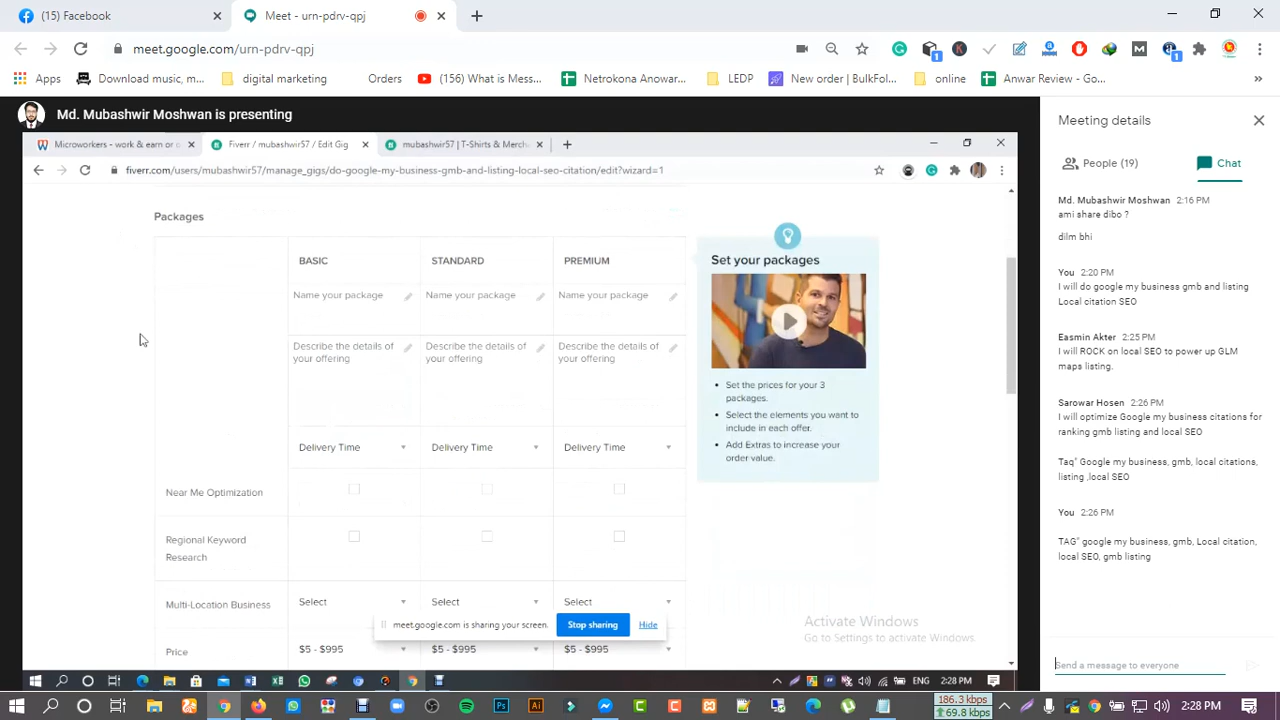 (15) Facebook
Meet - urn-pdrv-qpj
meet.google.com/urn-pdrv-qpj
Apps
Download music, m...
digital marketing
Orders
(156) What is Mess...
Netrokona Anowar...
LEDP
New order | BulkFol...
online
Anwar Review - Go...
Md. Mubashwir Moshwan is presenting
Microworkers - work & earn or o
Fiverr / mubashwir57 / Edit Gig
mubashwir57 | T-Shirts & Merch
fiverr.com/users/mubashwir57/manage_gigs/do-google-my-business-gmb-and-listing-local-seo-citation/edit?wizard=1
Packages
BASIC
STANDARD
PREMIUM
Name your package
Name your package
Name your package
Describe the details of
your offering
Describe the details of
your offering
Describe the details of
your offering
Delivery Time
Delivery Time
Delivery Time
Near Me Optimization
Regional Keyword
Research
Multi-Location Business
Select
Select
Select
Price
$5 - $995
$5 - $995
$5 - $995
Set your packages
Set the prices for your 3
packages.
Select the elements you want to
include in each offer.
Add Extras to increase your
order value.
meet.google.com is sharing your screen.
Stop sharing
Hide
Activate Windows
Go to Settings to activate Windows.
ENG
2:28 PM
Meeting details
People (19)
Chat
Md. Mubashwir Moshwan 2:16 PM
ami share dibo ?
dilm bhi
You 2:20 PM
I will do google my business gmb and listing
Local citation SEO
Easmin Akter 2:25 PM
I will ROCK on local SEO to power up GLM
maps listing.
Sarowar Hosen 2:26 PM
I will optimize Google my business citations for
ranking gmb listing and local SEO
Taq" Google my business, gmb, local citations,
listing ,local SEO
You 2:26 PM
TAG" google my business, gmb, Local citation,
local SEO, gmb listing
Send a message to everyone
186.3 kbps
69.8 kbps
2:28 PM